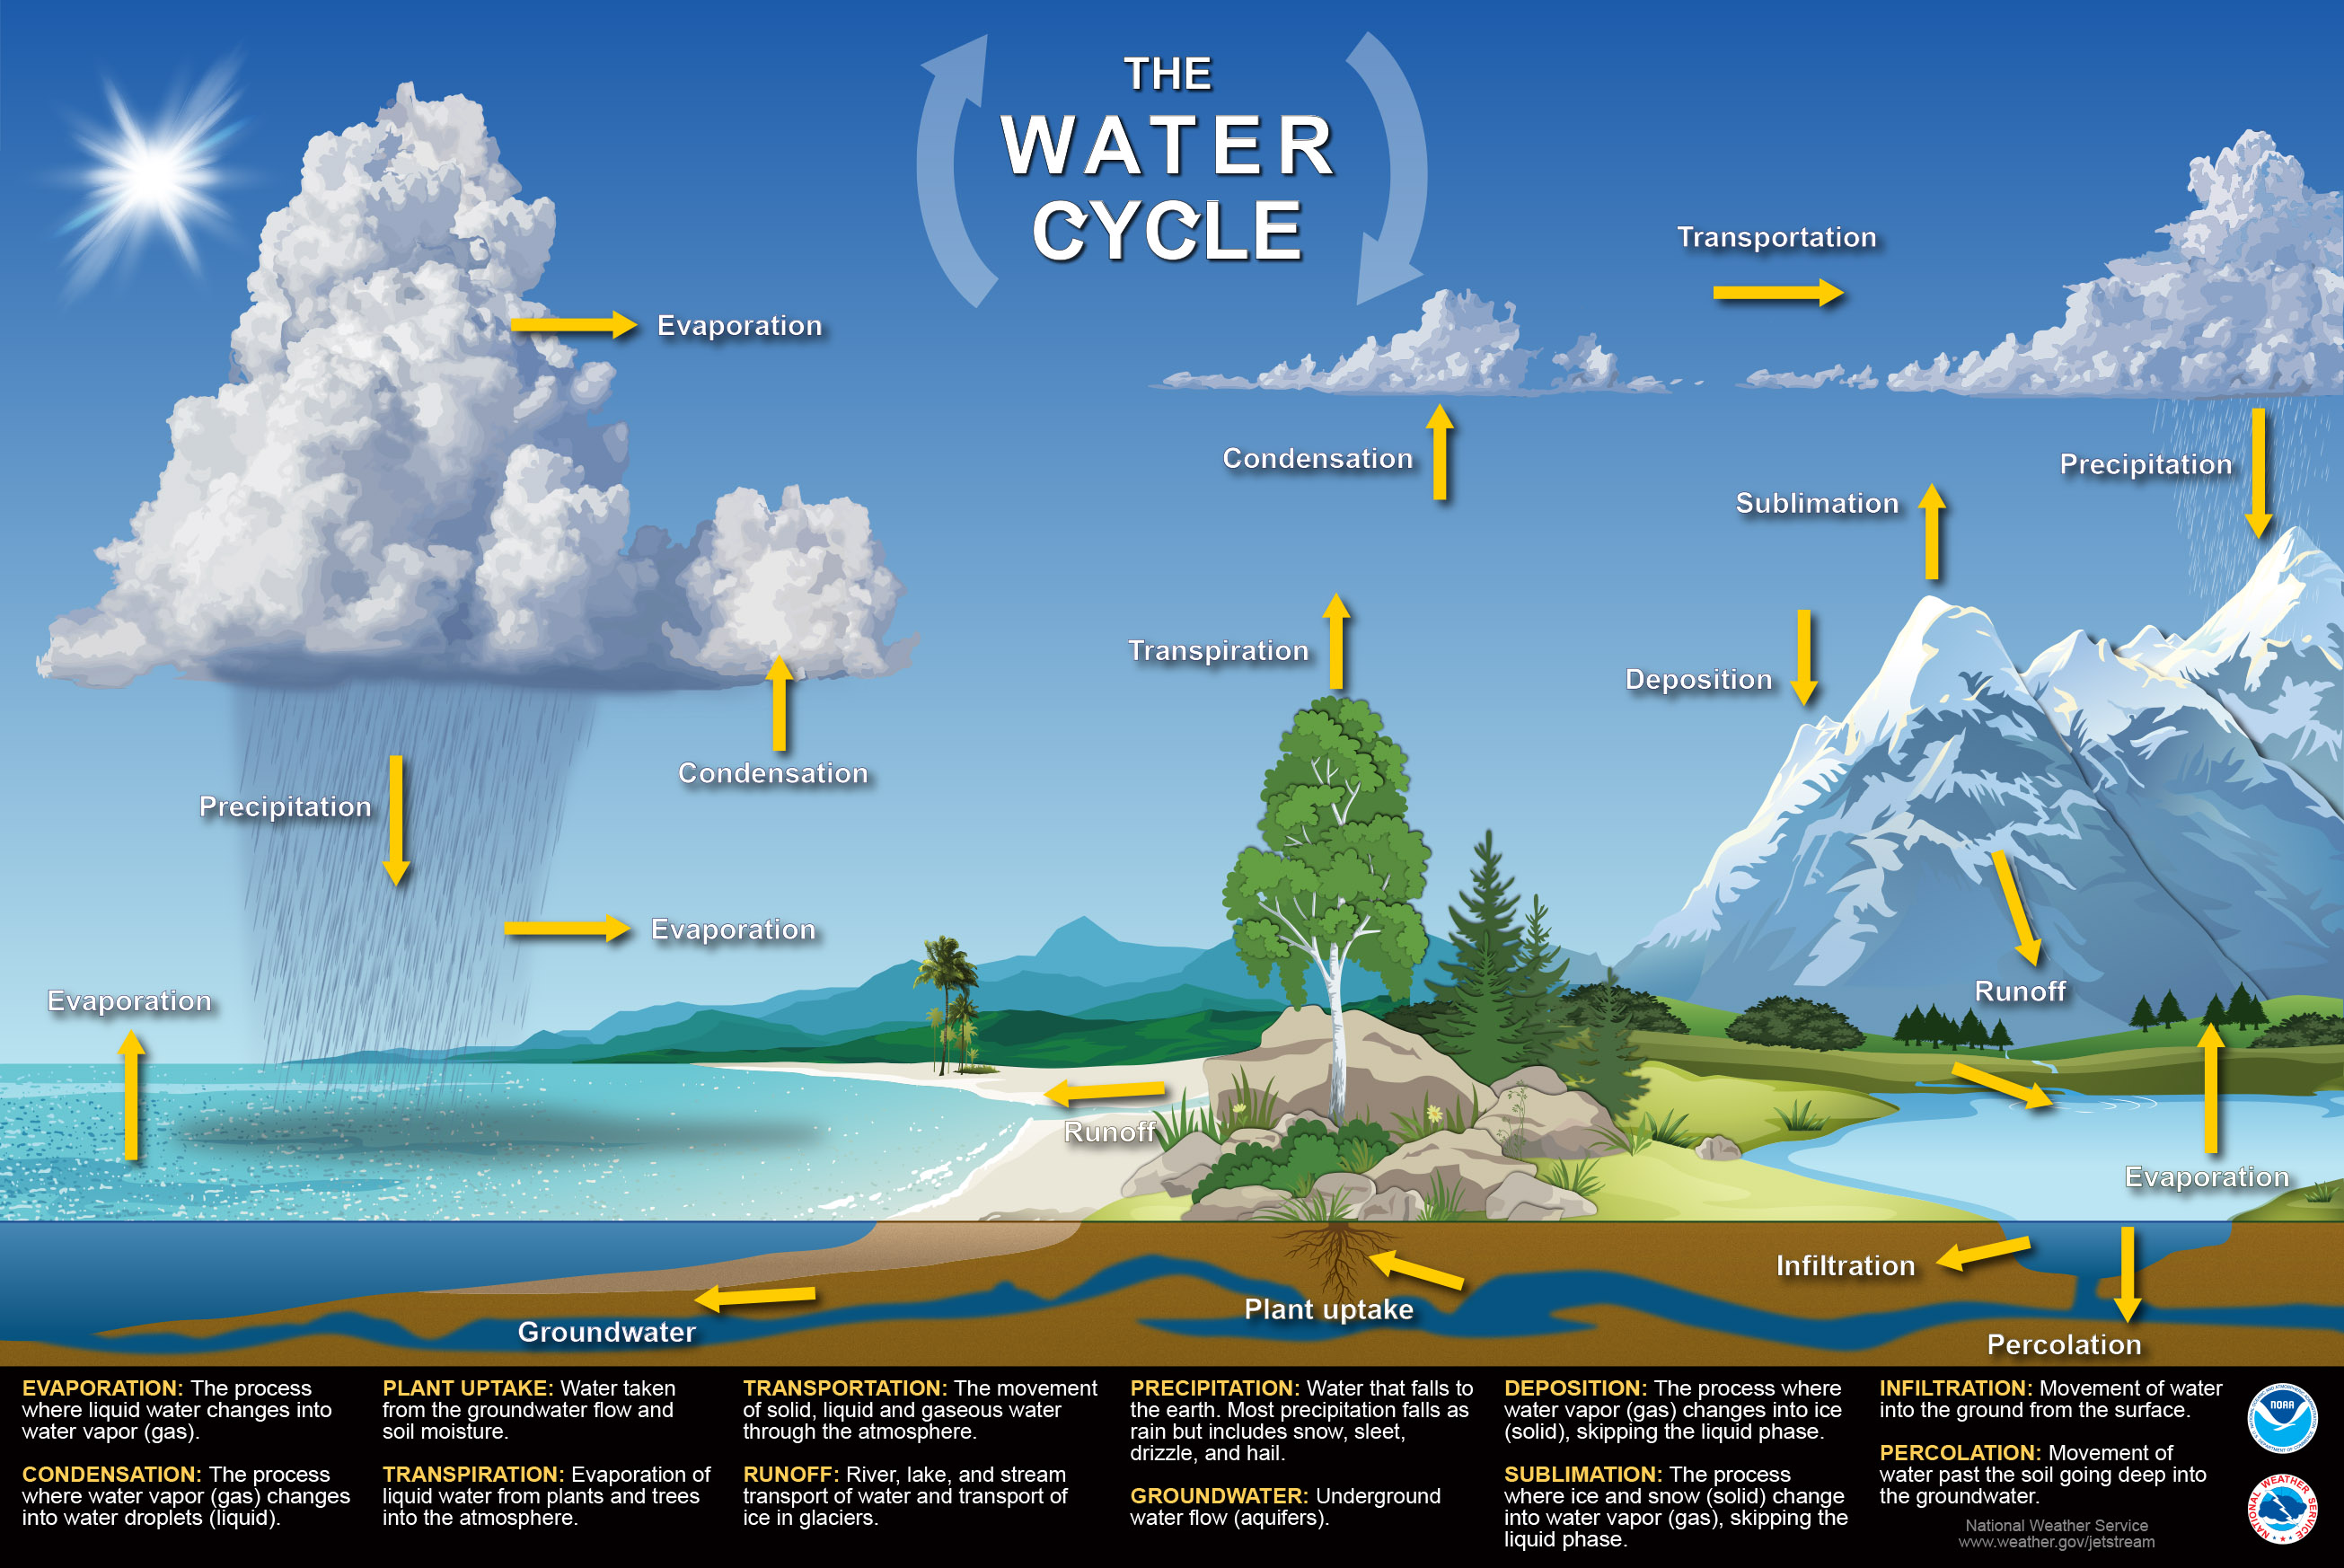 THE
WATER
CYCLE
Transportation
Evaporation
Condensation
Precipitation
Sublimation
Transpiration
Deposition
Condensation
Precipitation
Evaporation
Runoff
Evaporation
Runoff
Evaporation
Infiltration
Plant uptake
Groundwater
Percolation
EVAPORATION: The process
where liquid water changes into
water vapor (gas).
CONDENSATION: The process
where water vapor (gas) changes
into water droplets (liquid).
PLANT UPTAKE: Water taken
from the groundwater flow and
soil moisture.
TRANSPIRATION: Evaporation of
liquid water from plants and trees
into the atmosphere.
TRANSPORTATION: The movement
of solid, liquid and gaseous water
through the atmosphere.
RUNOFF: River, lake, and stream
transport of water and transport of
ice in glaciers.
PRECIPITATION: Water that falls to
the earth. Most precipitation falls as
rain but includes snow, sleet,
drizzle, and hail.
GROUNDWATER: Underground
water flow (aquifers).
DEPOSITION: The process where
water vapor (gas) changes into ice
(solid), skipping the liquid phase.
SUBLIMATION: The process
where ice and snow (solid) change
into water vapor (gas), skipping the
liquid phase.
INFILTRATION: Movement of water
into the ground from the surface.
PERCOLATION: Movement of
water past the soil going deep into
the groundwater.
National Weather Service
www.weather.gov/jetstream
NOAA
NATIONAL WEATHER SERVICE